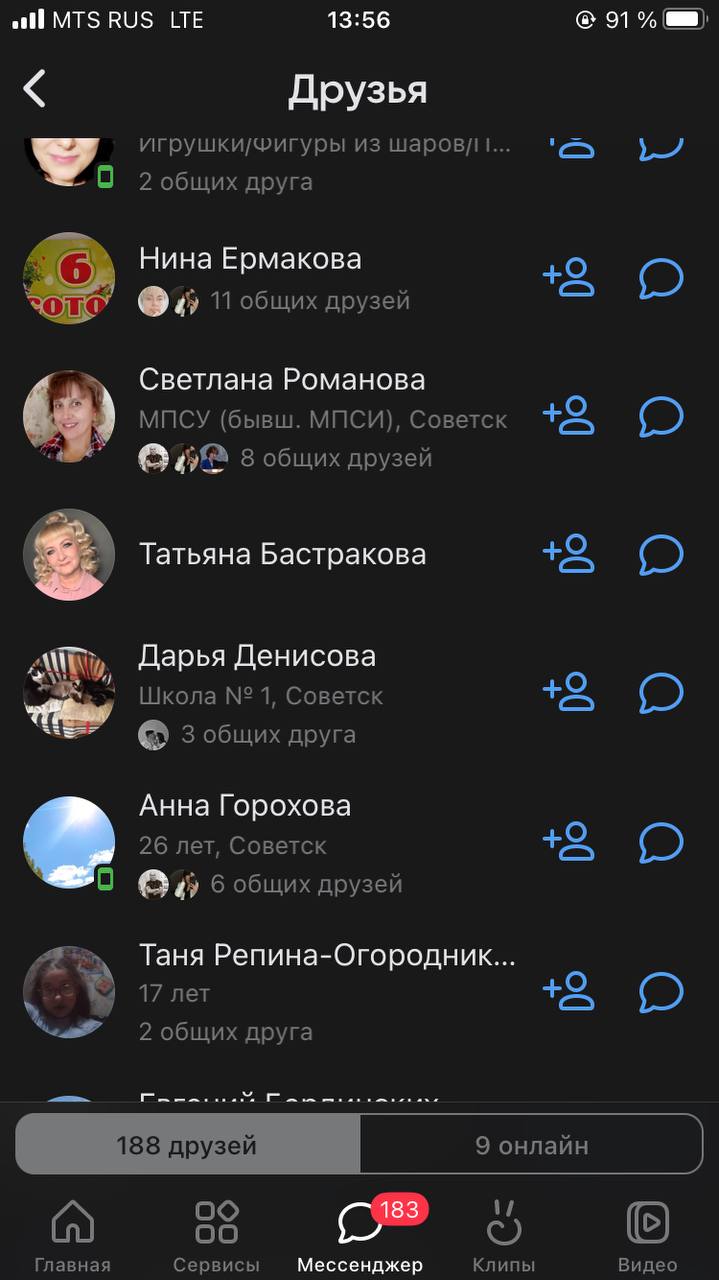 MTS RUS LTE 13:56 91 %
Друзья
Игрушки/Фигуры из шаров/П...
2 общих друга
6
СОТО
Нина Ермакова
11 общих друзей
Светлана Романова
МПСУ (бывш. МПСИ), Советск
8 общих друзей
Татьяна Бастракова
Дарья Денисова
Школа № 1, Советск
3 общих друга
Анна Горохова
26 лет, Советск
6 общих друзей
Таня Репина-Огородник...
17 лет
2 общих друга
188 друзей 9 онлайн
183
Главная Сервисы Мессенджер Клипы Видео